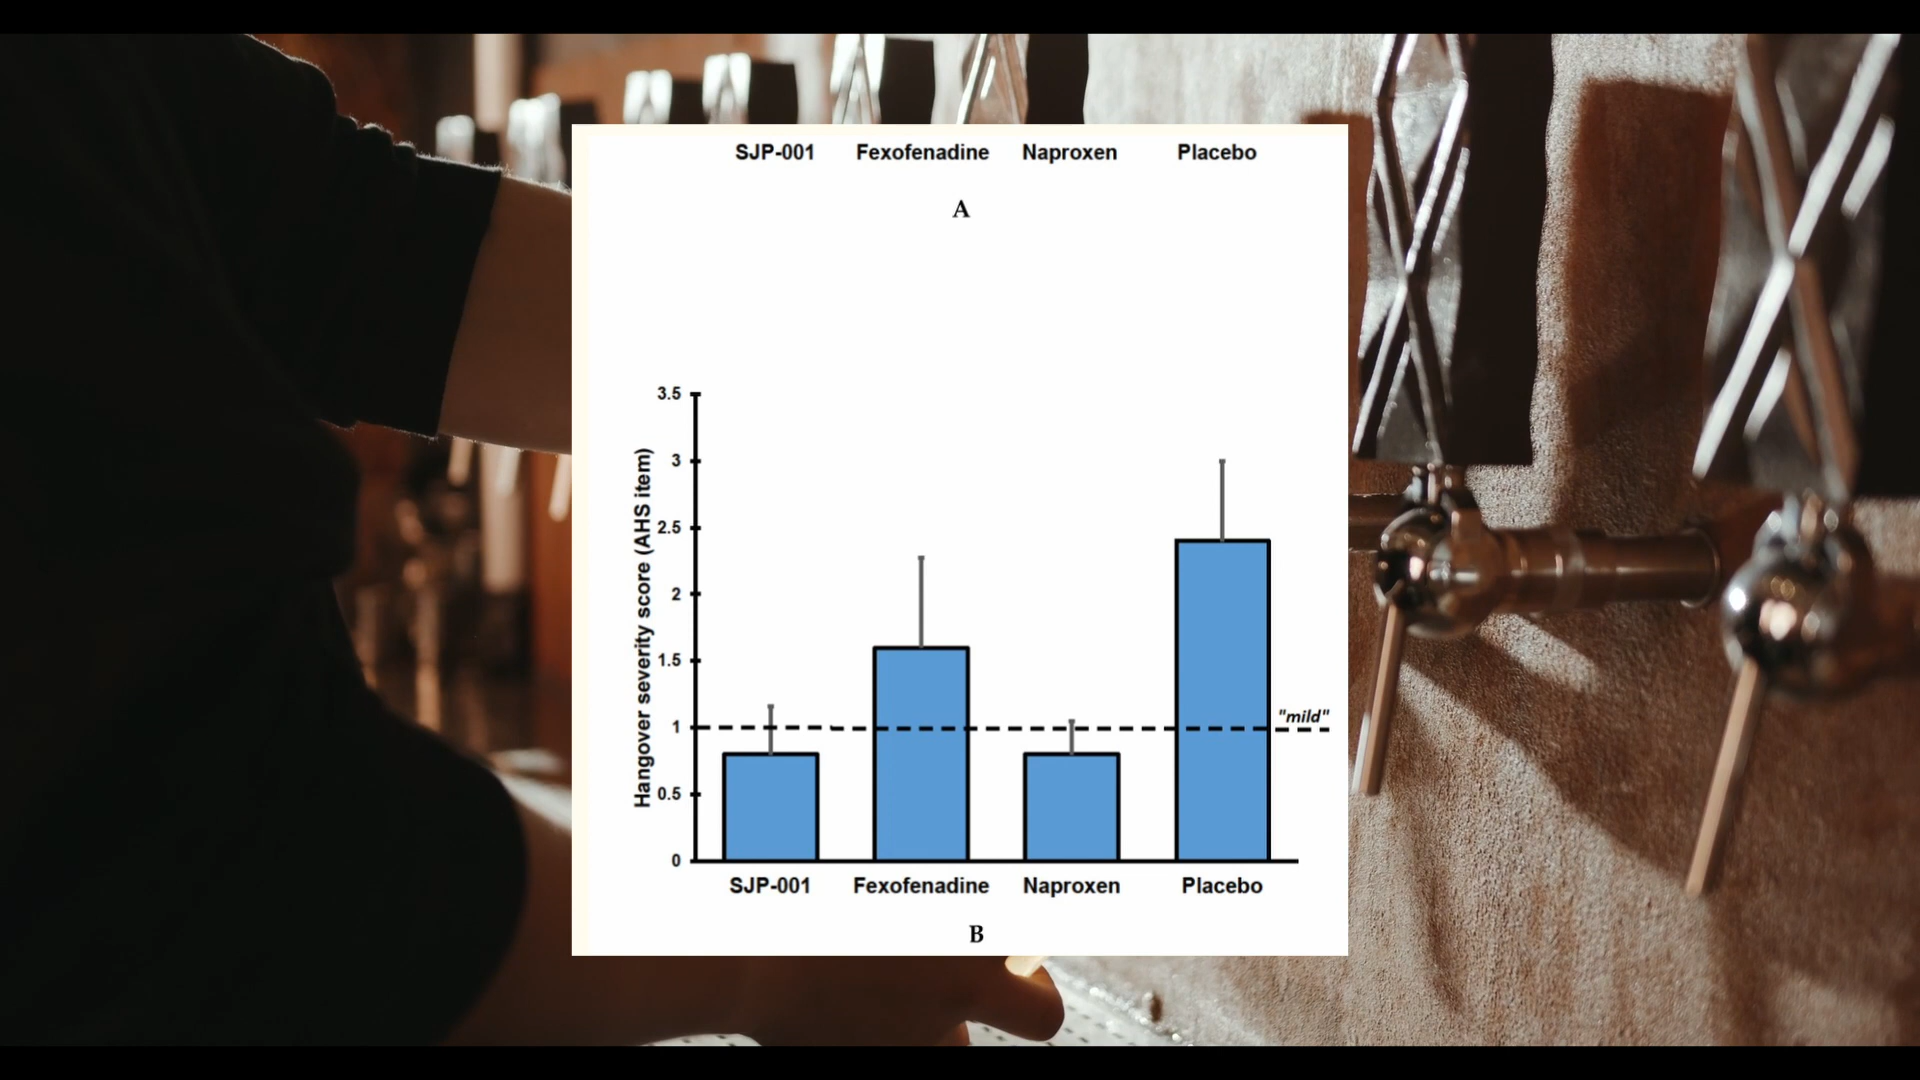 SJP-001 Fexofenadine Naproxen Placebo
A
Hangover severity score (AHS item)
3.5
3
2.5
2
1.5
1
0.5
0
"mild"
SJP-001 Fexofenadine Naproxen Placebo
B